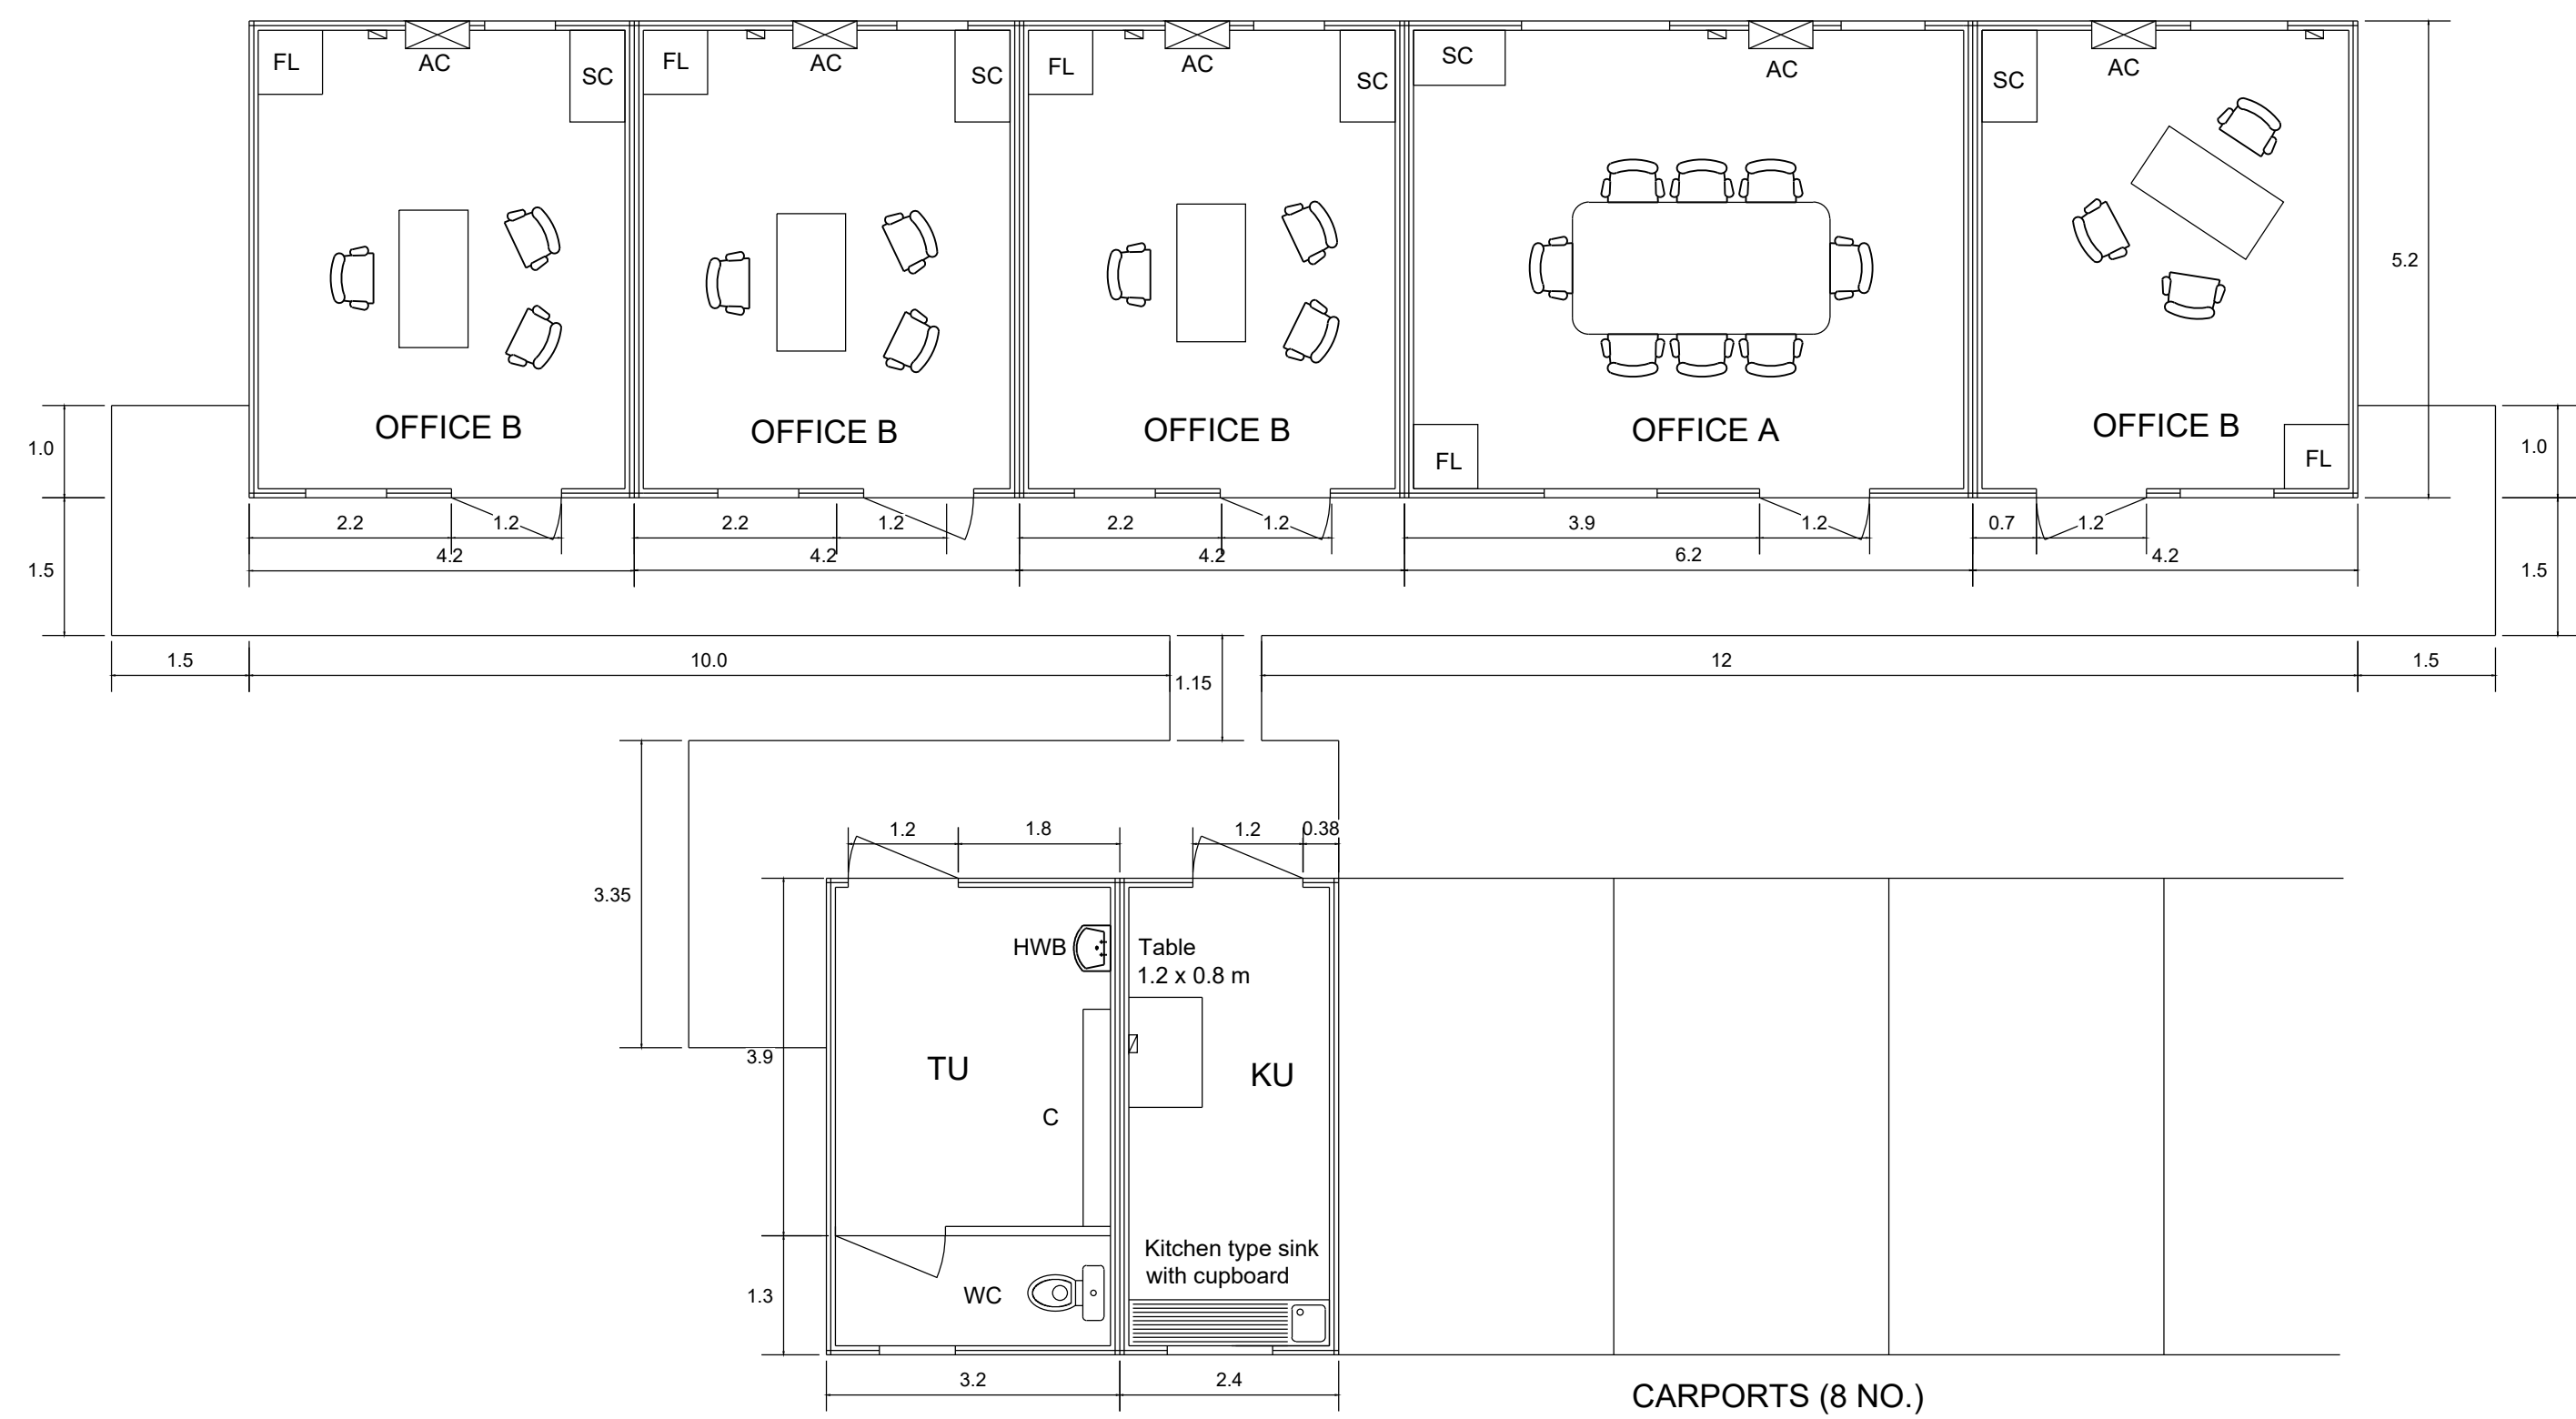 FL
AC
SC
FL
AC
SC
FL
AC
SC
SC
AC
SC
AC
5.2
OFFICE B
OFFICE B
OFFICE B
OFFICE A
OFFICE B
FL
FL
1.0
1.0
2.2
1.2
2.2
1.2
2.2
1.2
3.9
1.2
0.7
1.2
4.2
4.2
4.2
6.2
4.2
1.5
1.5
1.5
10.0
1.15
12
1.5
1.2
1.8
1.2
0.38
3.35
HWB
Table
1.2 x 0.8 m
3.9
TU
KU
C
Kitchen type sink
with cupboard
WC
1.3
3.2
2.4
CARPORTS (8 NO.)